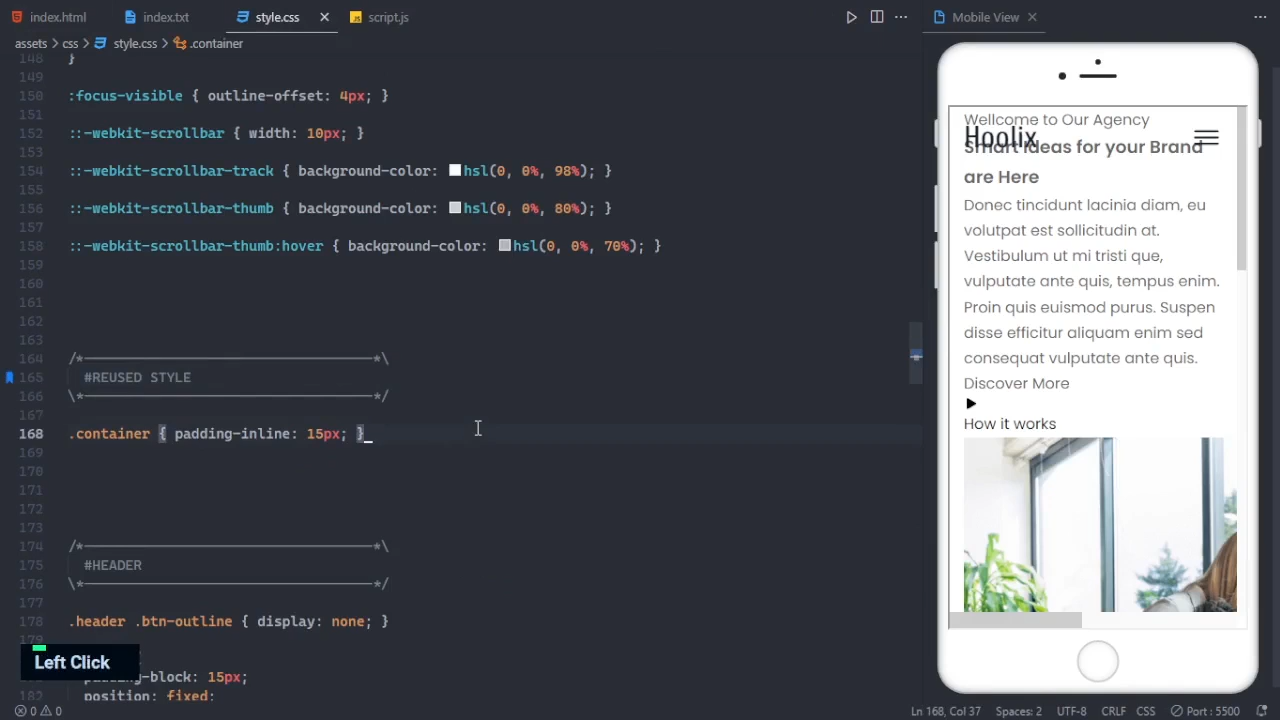 index.html index.txt style.css script.js Mobile View
assets > css > style.css > .container
148 }
149
150 :focus-visible { outline-offset: 4px; }
151
152 ::-webkit-scrollbar { width: 10px; }
153
154 ::-webkit-scrollbar-track { background-color: hsl(0, 0%, 98%); }
155
156 ::-webkit-scrollbar-thumb { background-color: hsl(0, 0%, 80%); }
157
158 ::-webkit-scrollbar-thumb:hover { background-color: hsl(0, 0%, 70%); }
159
160
161
162
163
164 /*-----------------------------------*\
165 #REUSED STYLE
166 \*-----------------------------------*/
167
168 .container { padding-inline: 15px; }
169
170
171
172
173
174 /*-----------------------------------*\
175 #HEADER
176 \*-----------------------------------*/
177
178 .header .btn-outline { display: none; }
179
padding-block: 15px;
182 position: fixed;
Left Click
Wellcome to Our Agency
Hoolix
Smart Ideas for your Brand
are Here
Donec tincidunt lacinia diam, eu
volutpat est sollicitudin at.
Vestibulum ut mi tristi que,
vulputate ante quis, tempus enim.
Proin quis euismod purus. Suspen
disse efficitur aliquam enim sed
consequat vulputate ante quis.
Discover More
How it works
0 0 Ln 168, Col 37 Spaces: 2 UTF-8 CRLF CSS Port : 5500